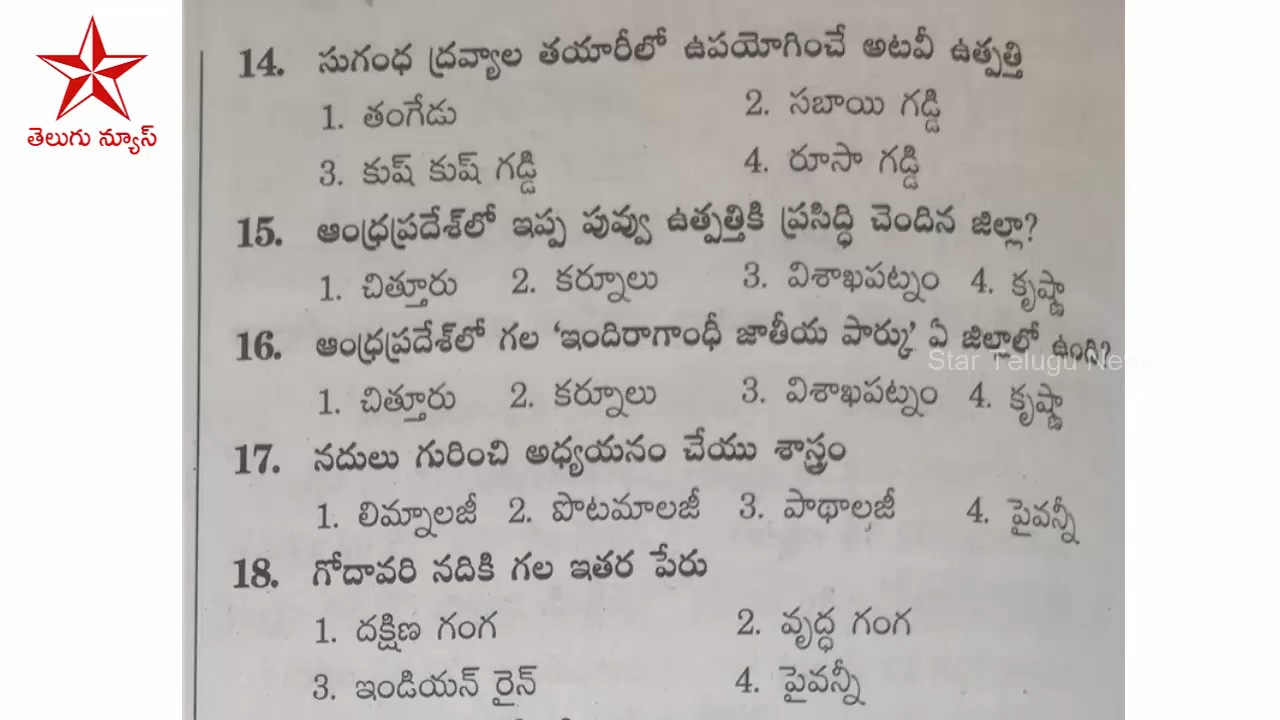 తెలుగు న్యూస్
14. సుగంధ ద్రవ్యాల తయారీలో ఉపయోగించే అటవీ ఉత్పత్తి
1. తంగేడు 2. సబాయి గడ్డి
3. కుష్ కుష్ గడ్డి 4. రూసా గడ్డి
15. ఆంధ్రప్రదేశ్‌లో ఇప్ప పువ్వు ఉత్పత్తికి ప్రసిద్ధి చెందిన జిల్లా?
1. చిత్తూరు 2. కర్నూలు 3. విశాఖపట్నం 4. కృష్ణా
16. ఆంధ్రప్రదేశ్‌లో గల 'ఇందిరాగాంధీ జాతీయ పార్కు' ఏ జిల్లాలో ఉంది?
Star Telugu News
1. చిత్తూరు 2. కర్నూలు 3. విశాఖపట్నం 4. కృష్ణా
17. నదులు గురించి అధ్యయనం చేయు శాస్త్రం
1. లిమ్నాలజీ 2. పొటమాలజీ 3. పాథాలజీ 4. పైవన్నీ
18. గోదావరి నదికి గల ఇతర పేరు
1. దక్షిణ గంగ 2. వృద్ధ గంగ
3. ఇండియన్ రైన్ 4. పైవన్నీ